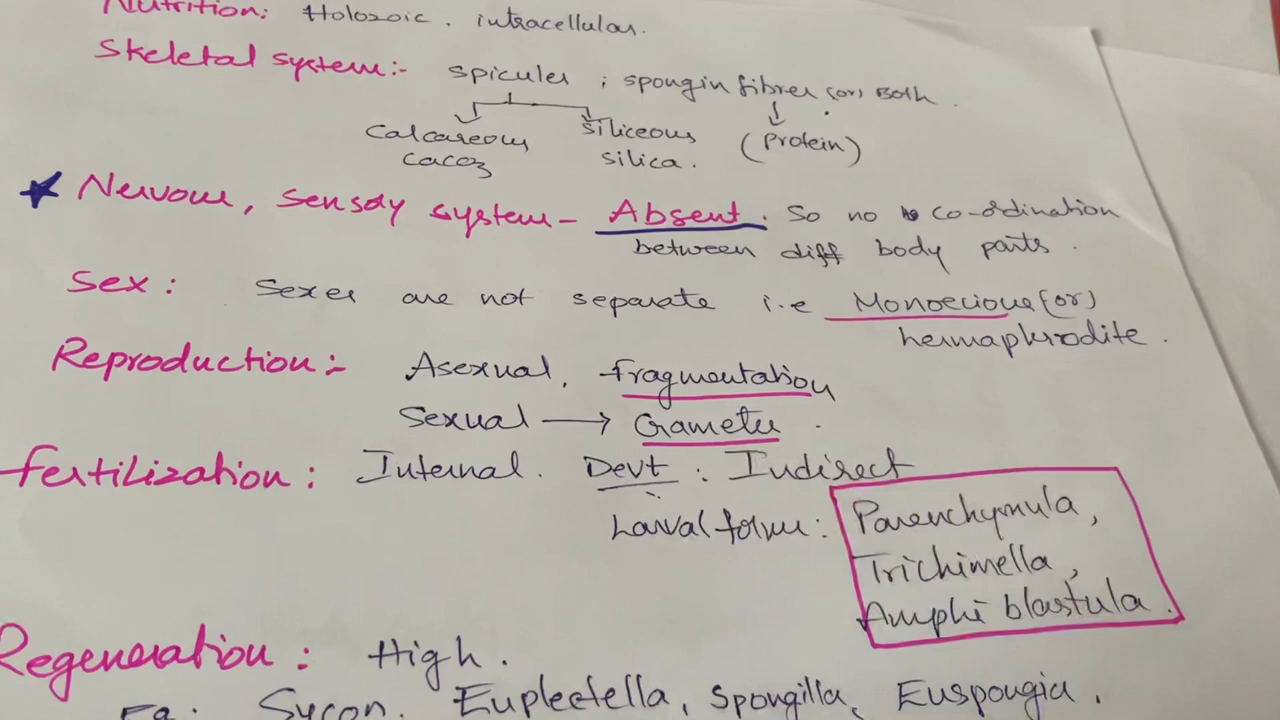 Nutrition: Holozoic. intracellular.
Skeletal system:- spicules ; spongin fibres (or) Both.
Calcareous Siliceous (Protein)
caco3 silica.
Nervous, sensory system - Absent. So no co-ordination
between diff body parts.
Sex: Sexes are not separate i.e Monoecious (or)
hermaphrodite.
Reproduction:- Asexual, fragmentation
Sexual → Gametes.
Fertilization: Internal. Devt: Indirect
Larval forms: Parenchymula,
Trichimella,
Amphi blastula.
Regeneration: High.
Eg: Sycon, Euplectella, Spongilla, Euspongia.